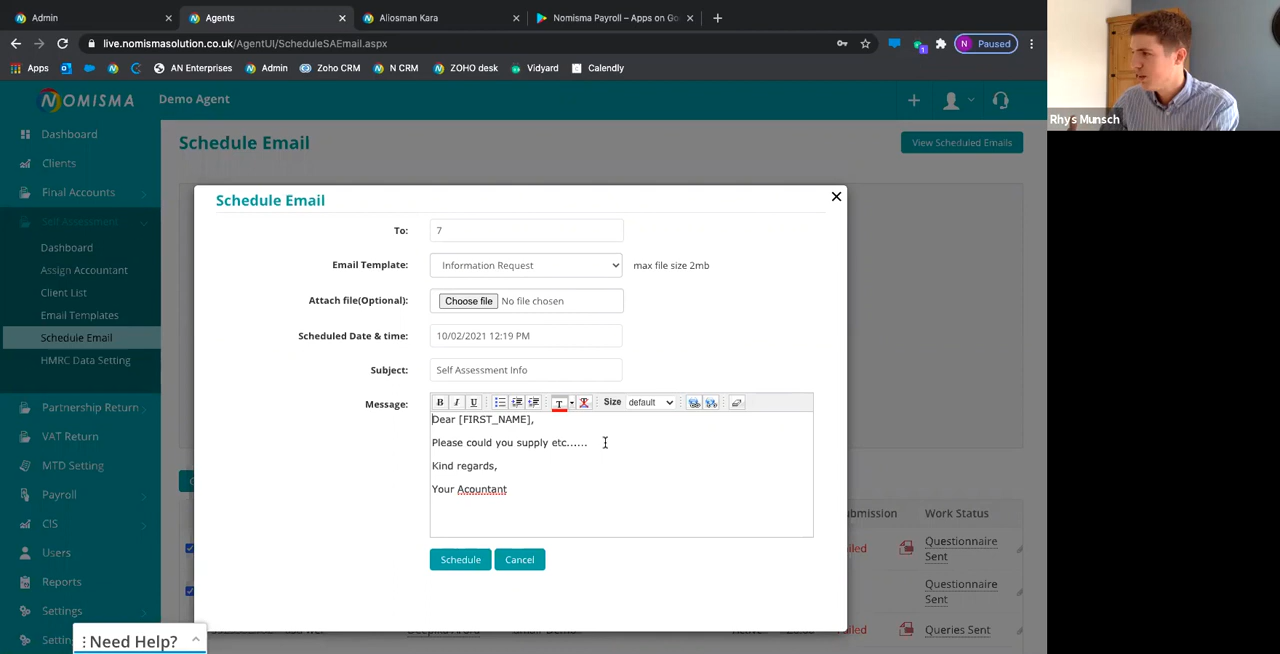 Admin
Agents
Aliosman Kara
Nomisma Payroll – Apps on Go
live.nomismasolution.co.uk/AgentUI/ScheduleSAEmail.aspx
1
N Paused
Apps
AN Enterprises
Admin
Zoho CRM
N CRM
ZOHO desk
Vidyard
Calendly
Rhys Munsch
NOMISMA
Demo Agent
Dashboard
Clients
Final Accounts
Self Assessment
Dashboard
Assign Accountant
Client List
Email Templates
Schedule Email
HMRC Data Setting
Partnership Return
VAT Return
MTD Setting
Payroll
CIS
Users
Reports
Settings
Need Help?
Schedule Email
View Scheduled Emails
Schedule Email
To:
7
Email Template:
Information Request
max file size 2mb
Attach file(Optional):
Choose file No file chosen
Scheduled Date & time:
10/02/2021 12:19 PM
Subject:
Self Assessment Info
Message:
B I U
T
Size default
Dear [FIRST_NAME],
Please could you supply etc......
Kind regards,
Your Acountant
Schedule
Cancel
Work Status
Questionnaire
Sent
Questionnaire
Sent
Queries Sent